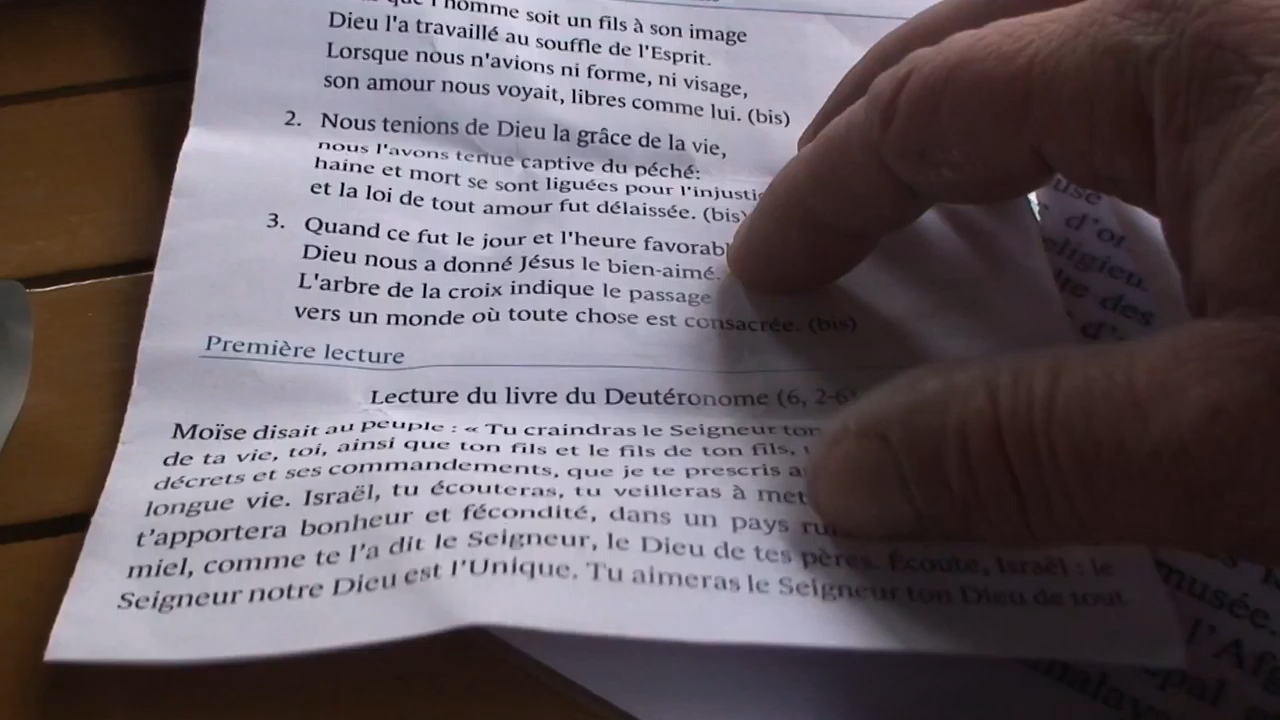 que l'homme soit un fils à son image
Dieu l'a travaillé au souffle de l'Esprit.
Lorsque nous n'avions ni forme, ni visage,
son amour nous voyait, libres comme lui. (bis)
2. Nous tenions de Dieu la grâce de la vie,
nous l'avons tenue captive du péché:
haine et mort se sont liguées pour l'injusti
et la loi de tout amour fut délaissée. (bis)
3. Quand ce fut le jour et l'heure favorabl
Dieu nous a donné Jésus le bien-aimé.
L'arbre de la croix indique le passage
vers un monde où toute chose est consacrée. (bis)
Première lecture
Lecture du livre du Deutéronome (6, 2-6)
Moïse disait au peuple : « Tu craindras le Seigneur ton
de ta vie, toi, ainsi que ton fils et le fils de ton fils,
décrets et ses commandements, que je te prescris
longue vie. Israël, tu écouteras, tu veilleras à met
t'apportera bonheur et fécondité, dans un pays
miel, comme te l'a dit le Seigneur, le Dieu de tes pères. Écoute, Israël : le
Seigneur notre Dieu est l'Unique. Tu aimeras le Seigneur ton Dieu de tout
d'or
eligieu
des
d'
musée.
l'Af